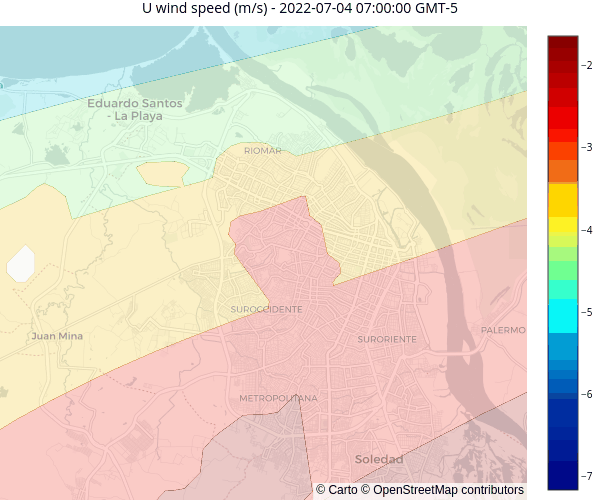 U wind speed (m/s) - 2022-07-04 07:00:00 GMT-5
−2
Eduardo Santos
- La Playa
−3
RIOMAR
−4
SUROCCIDENTE
−5
PALERMO
Juan Mina
SURORIENTE
−6
METROPOLITANA
Soledad
−7
© Carto © OpenStreetMap contributors